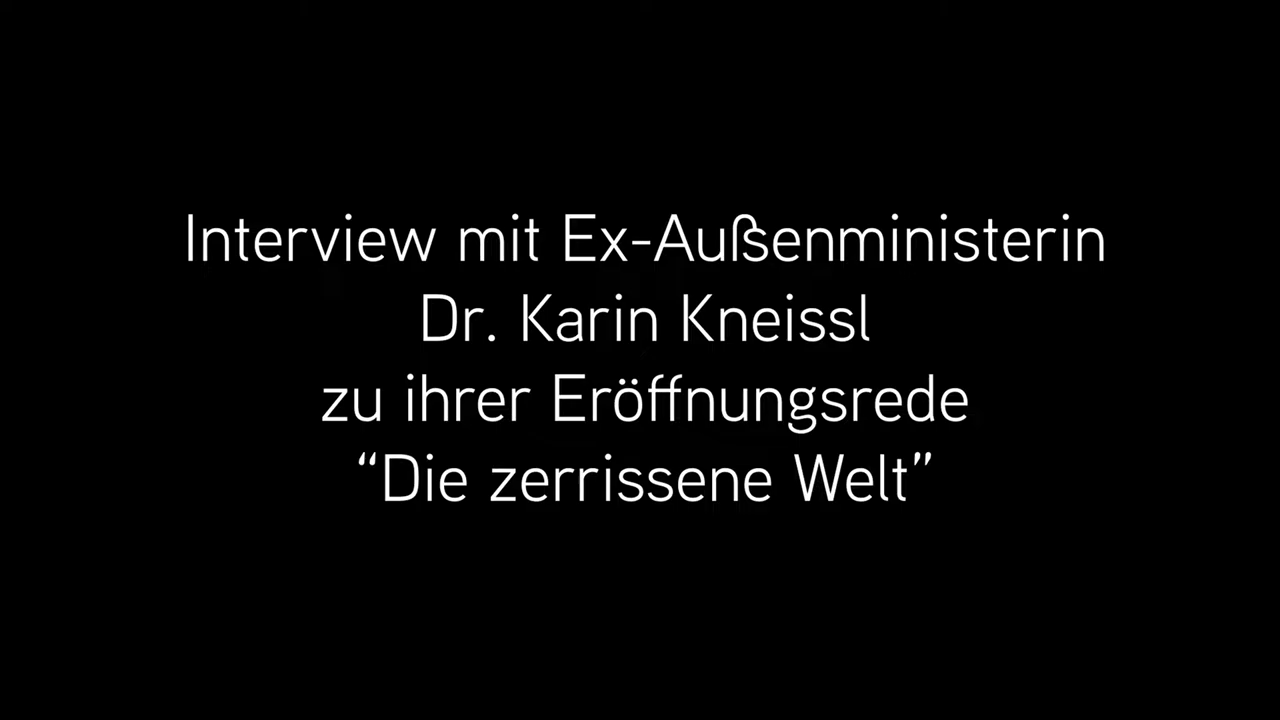 Interview mit Ex-Außenministerin
Dr. Karin Kneissl
zu ihrer Eröffnungsrede
“Die zerrissene Welt”